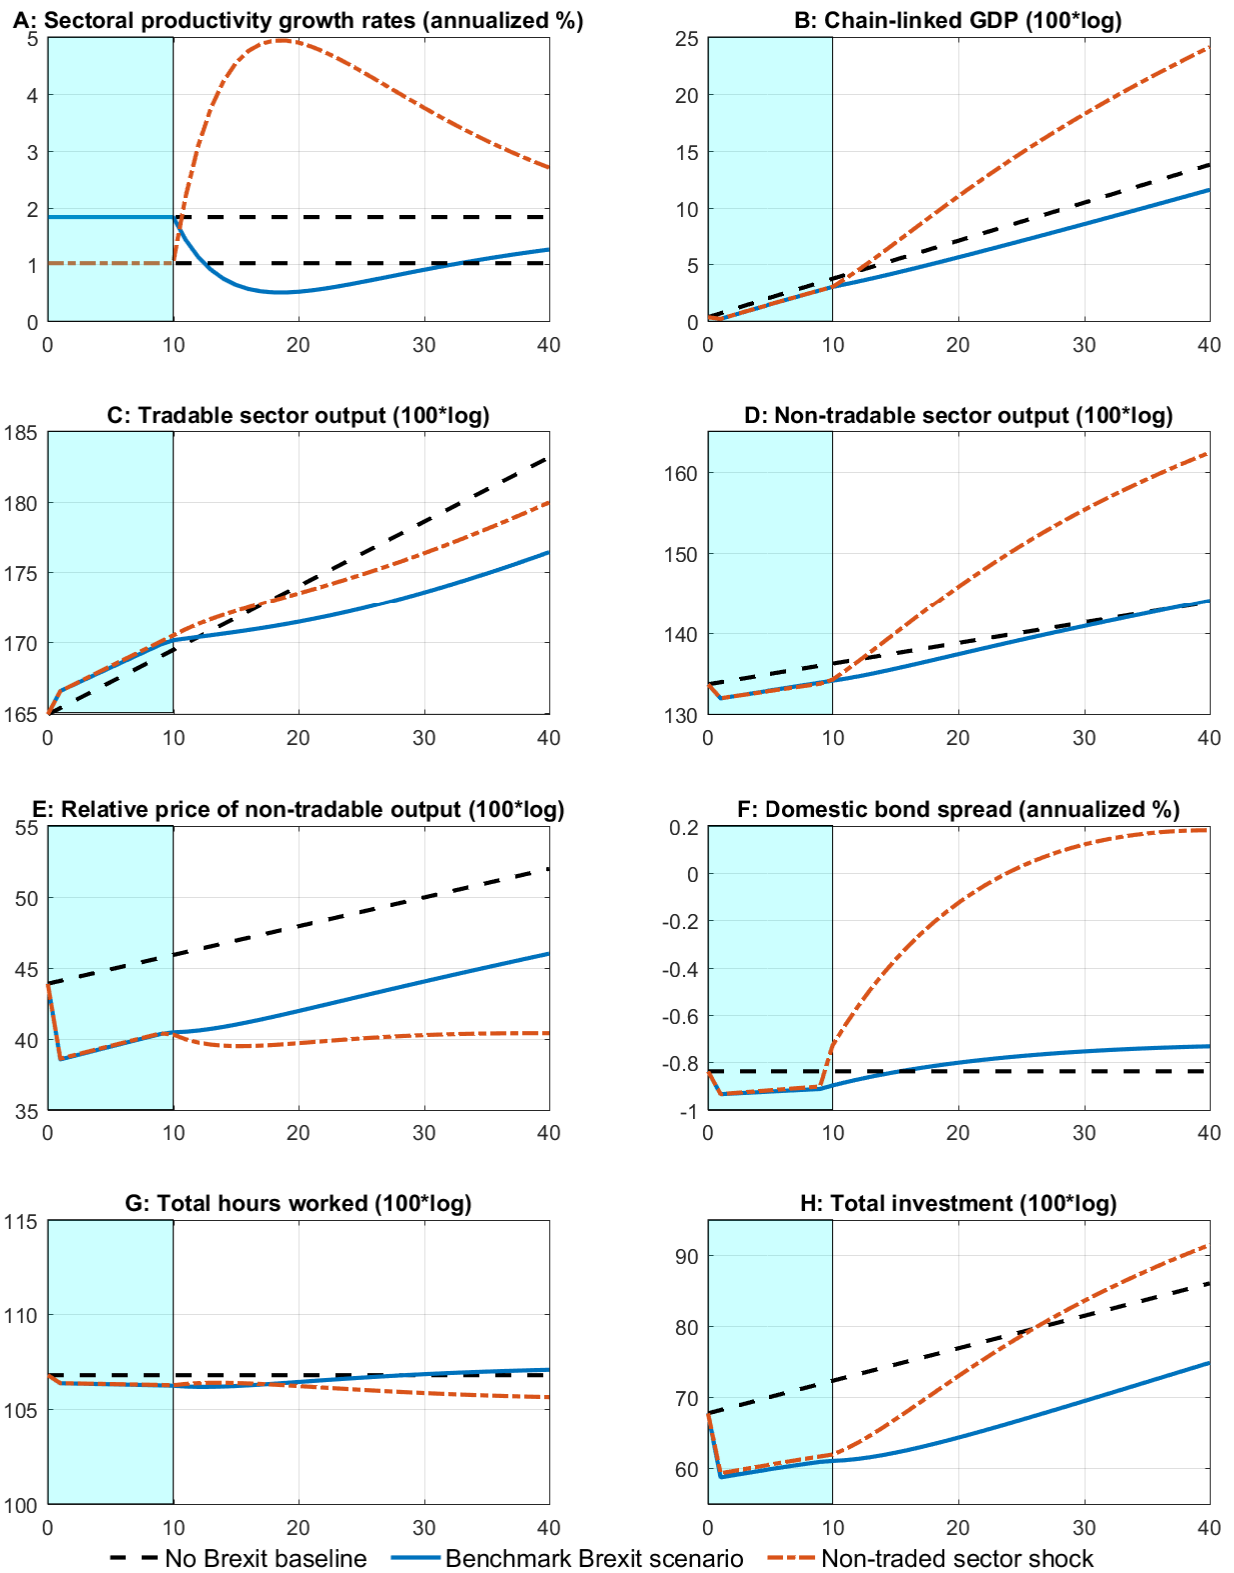 A: Sectoral productivity growth rates (annualized %)
5
4
3
2
1
0
0 10 20 30 40
B: Chain-linked GDP (100*log)
25
20
15
10
5
0
0 10 20 30 40
C: Tradable sector output (100*log)
185
180
175
170
165
0 10 20 30 40
D: Non-tradable sector output (100*log)
160
150
140
130
0 10 20 30 40
E: Relative price of non-tradable output (100*log)
55
50
45
40
35
0 10 20 30 40
F: Domestic bond spread (annualized %)
0.2
0
-0.2
-0.4
-0.6
-0.8
-1
0 10 20 30 40
G: Total hours worked (100*log)
115
110
105
100
0 10 20 30 40
H: Total investment (100*log)
90
80
70
60
0 10 20 30 40
No Brexit baseline Benchmark Brexit scenario Non-traded sector shock